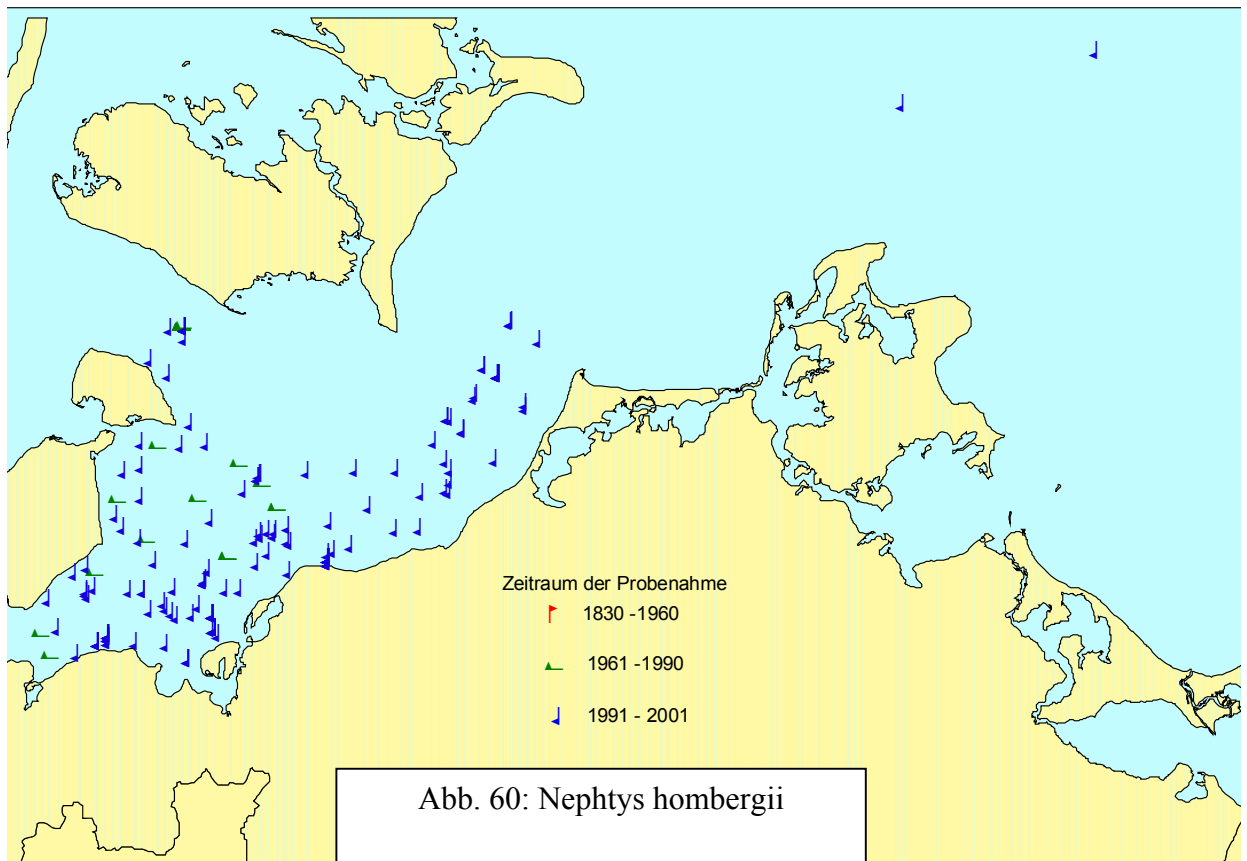 Zeitraum der Probenahme
1830 -1960
1961 -1990
1991 - 2001
Abb. 60: Nephtys hombergii